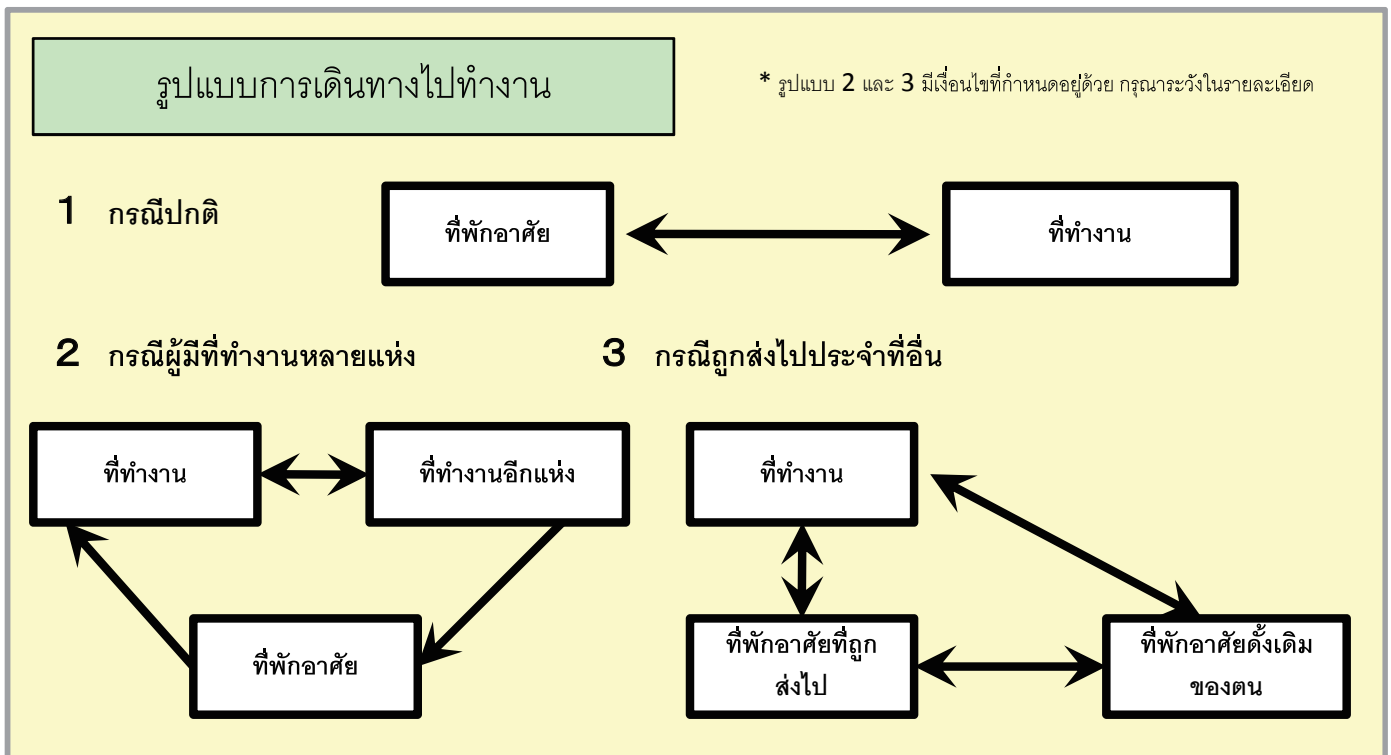 รูปแบบการเดินทางไปทำงาน
* รูปแบบ 2 และ 3 มีเงื่อนไขที่กำหนดอยู่ด้วย กรุณาระวังในรายละเอียด
1 กรณีปกติ
ที่พักอาศัย
ที่ทำงาน
2 กรณีผู้มีที่ทำงานหลายแห่ง
3 กรณีถูกส่งไปประจำที่อื่น
ที่ทำงาน
ที่ทำงานอีกแห่ง
ที่พักอาศัย
ที่ทำงาน
ที่พักอาศัยที่ถูก
ส่งไป
ที่พักอาศัยดั้งเดิม
ของตน